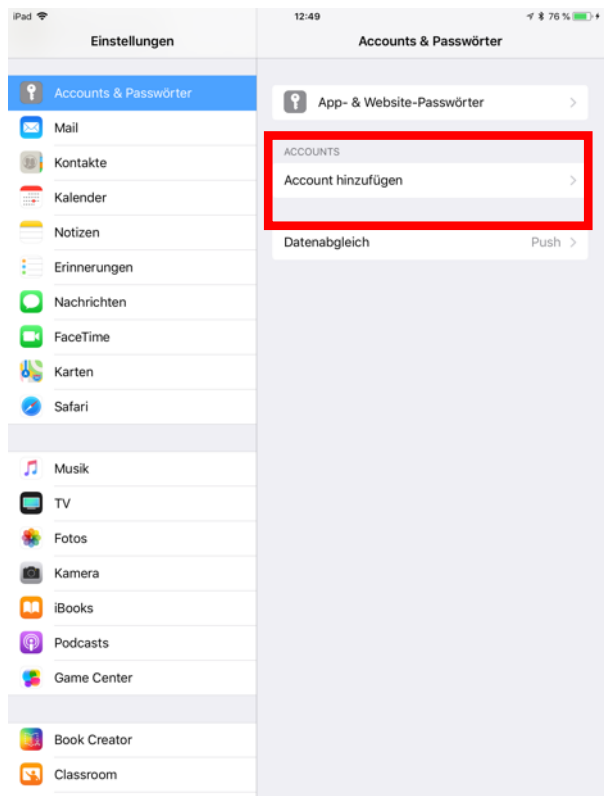 iPad 12:49 76 %
Einstellungen
Accounts & Passwörter
Mail
Kontakte
Kalender
Notizen
Erinnerungen
Nachrichten
FaceTime
Karten
Safari
Musik
TV
Fotos
Kamera
iBooks
Podcasts
Game Center
Book Creator
Classroom
Accounts & Passwörter
App- & Website-Passwörter
ACCOUNTS
Account hinzufügen
Datenabgleich Push